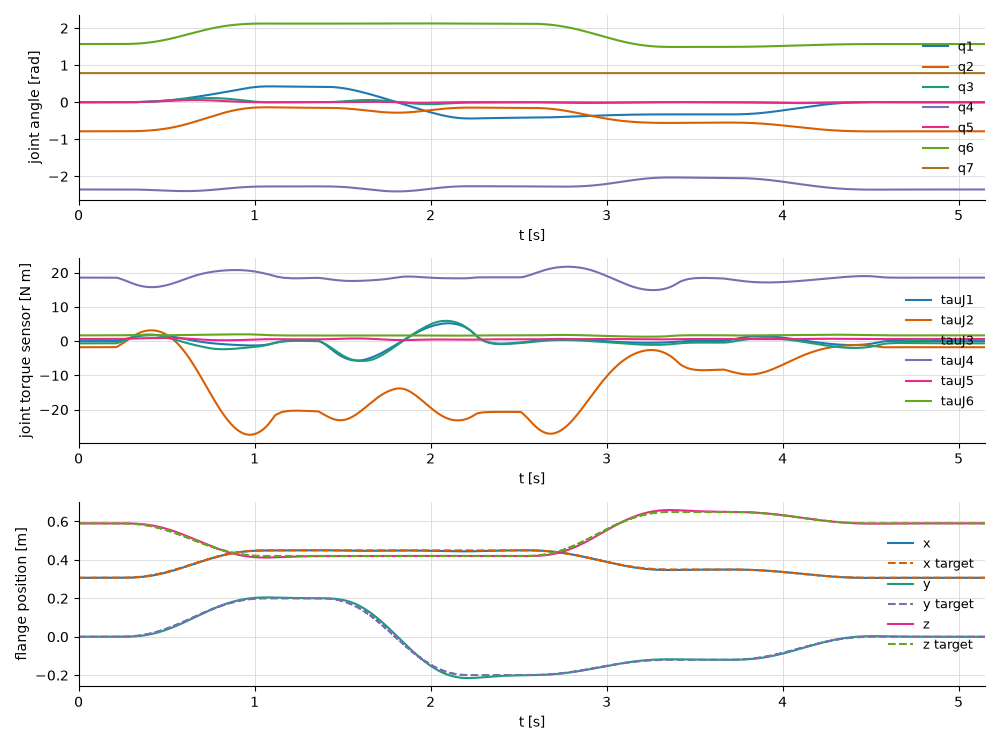 joint angle [rad]
2
1
0
−1
−2
q1
q2
q3
q4
q5
q6
q7
0 1 2 3 4 5
t [s]
joint torque sensor [N m]
20
10
0
−10
−20
tauJ1
tauJ2
tauJ3
tauJ4
tauJ5
tauJ6
0 1 2 3 4 5
t [s]
flange position [m]
0.6
0.4
0.2
0.0
−0.2
x
x target
y
y target
z
z target
0 1 2 3 4 5
t [s]